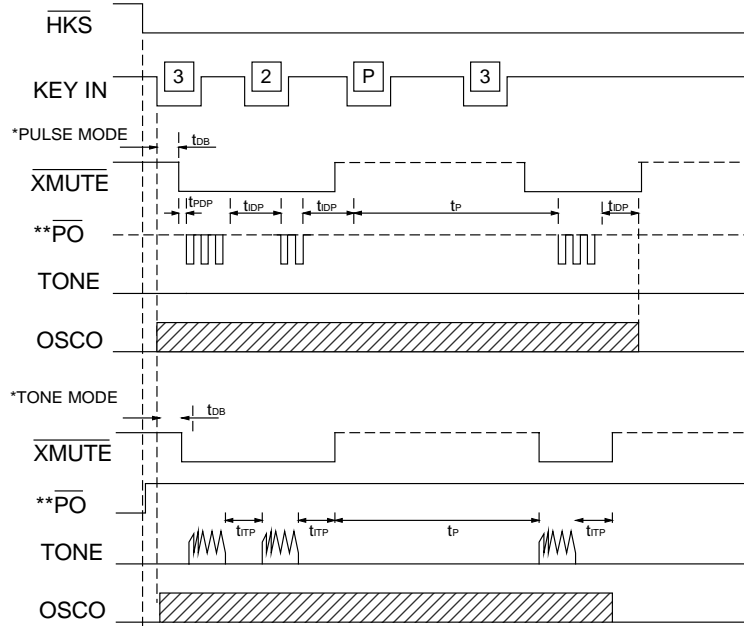 HKS
KEY IN 3 2 P 3
*PULSE MODE tDB
XMUTE
tPDP tIDP tIDP tP tIDP
**PO
TONE
OSCO
*TONE MODE tDB
XMUTE
**PO
tITP tITP tP tITP
TONE
OSCO